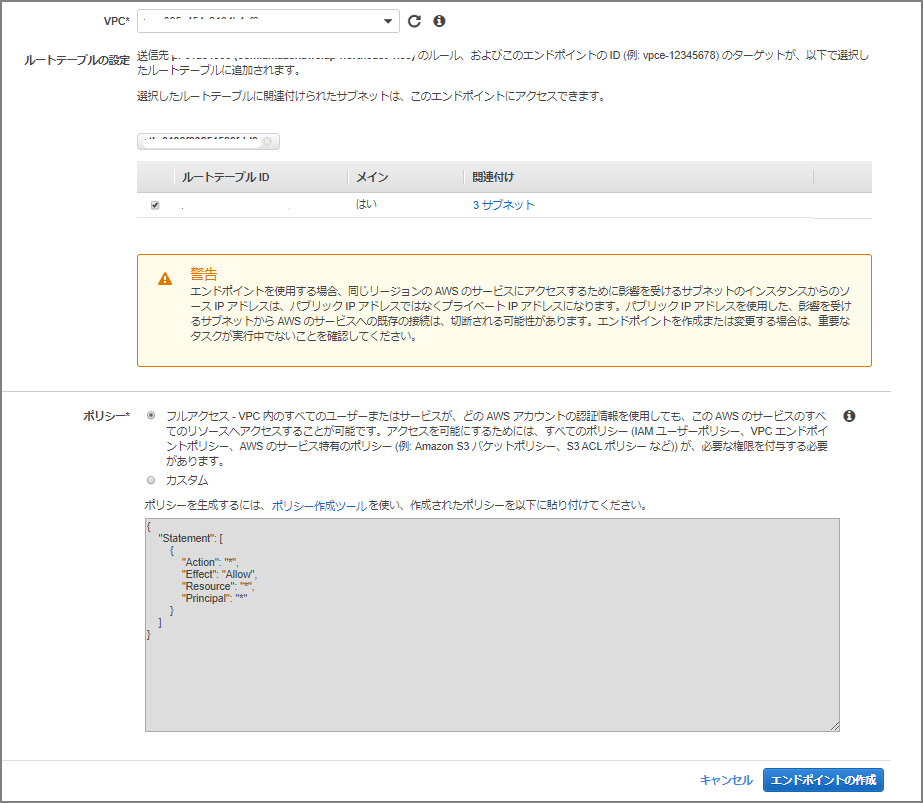 VPC*
ルートテーブルの設定
送信先 のルール、およびこのエンドポイントの ID (例: vpce-12345678) のターゲットが、以下で選択し
たルートテーブルに追加されます。
選択したルートテーブルに関連付けられたサブネットは、このエンドポイントにアクセスできます。
ルートテーブル ID メイン 関連付け
はい 3 サブネット
警告
エンドポイントを使用する場合、同じリージョンの AWS のサービスにアクセスするために影響を受けるサブネットのインスタンスからのソ
ース IP アドレスは、パブリック IP アドレスではなくプライベート IP アドレスになります。パブリック IP アドレスを使用した、影響を受け
るサブネットから AWS のサービスへの既存の接続は、切断される可能性があります。エンドポイントを作成または変更する場合は、重要な
タスクが実行中でないことを確認してください。
ポリシー*
フルアクセス - VPC 内のすべてのユーザーまたはサービスが、どの AWS アカウントの認証情報を使用しても、この AWS のサービスのすべ
てのリソースへアクセスすることが可能です。アクセスを可能にするためには、すべてのポリシー (IAM ユーザーポリシー、VPC エンドポイ
ントポリシー、AWS のサービス特有のポリシー (例: Amazon S3 バケットポリシー、S3 ACL ポリシー など)) が、必要な権限を付与する必要
があります。
カスタム
ポリシーを生成するには、ポリシー作成ツールを使い、作成されたポリシーを以下に貼り付けてください。
{
"Statement": [
{
"Action": "*",
"Effect": "Allow",
"Resource": "*",
"Principal": "*"
}
]
}
キャンセル エンドポイントの作成